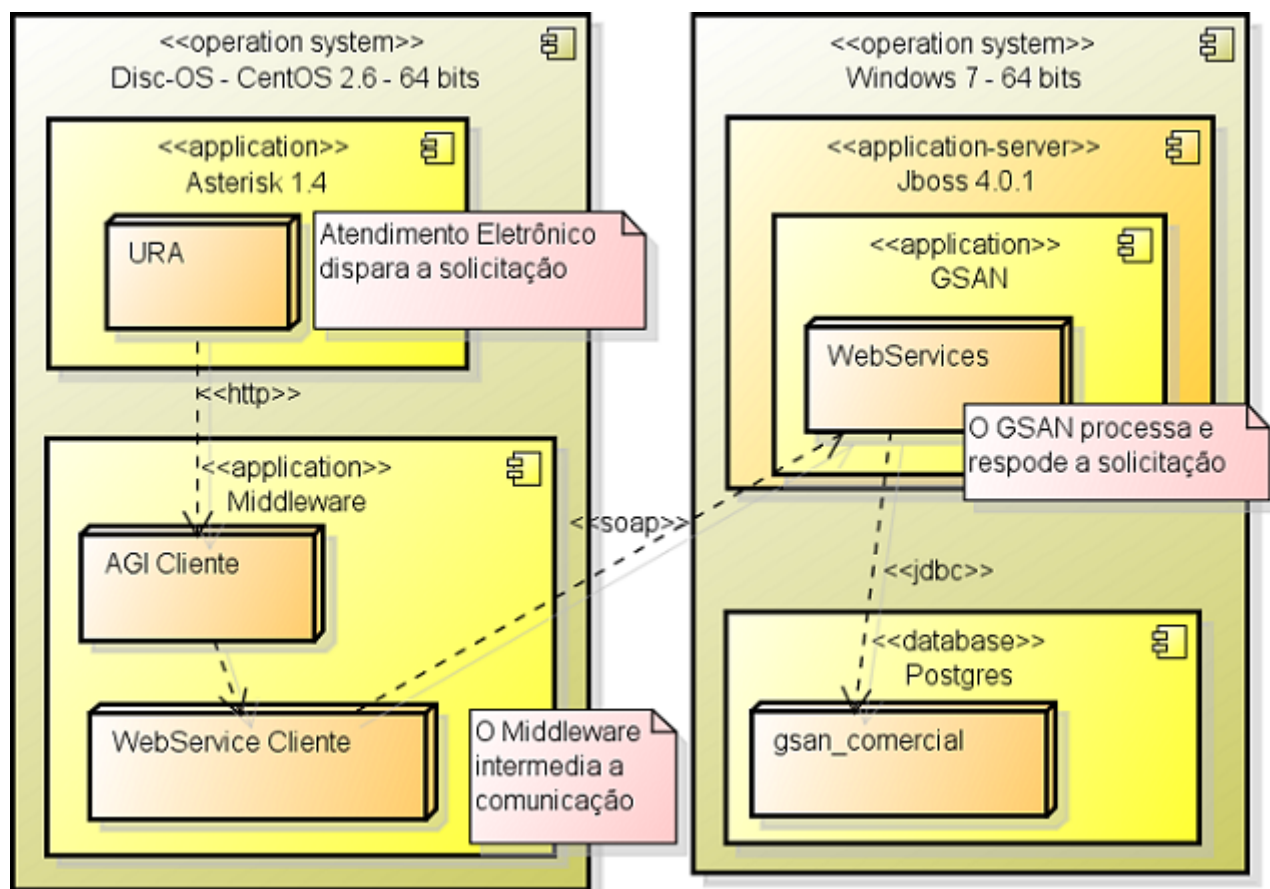 <<operation system>>
Disc-OS - CentOS 2.6 - 64 bits
<<application>>
Asterisk 1.4
URA
Atendimento Eletrônico
dispara a solicitação
<<http>>
<<application>>
Middleware
AGI Cliente
WebService Cliente
O Middleware
intermedia a
comunicação
<<soap>>
<<operation system>>
Windows 7 - 64 bits
<<application-server>>
Jboss 4.0.1
<<application>>
GSAN
WebServices
O GSAN processa e
respode a solicitação
<<jdbc>>
<<database>>
Postgres
gsan_comercial